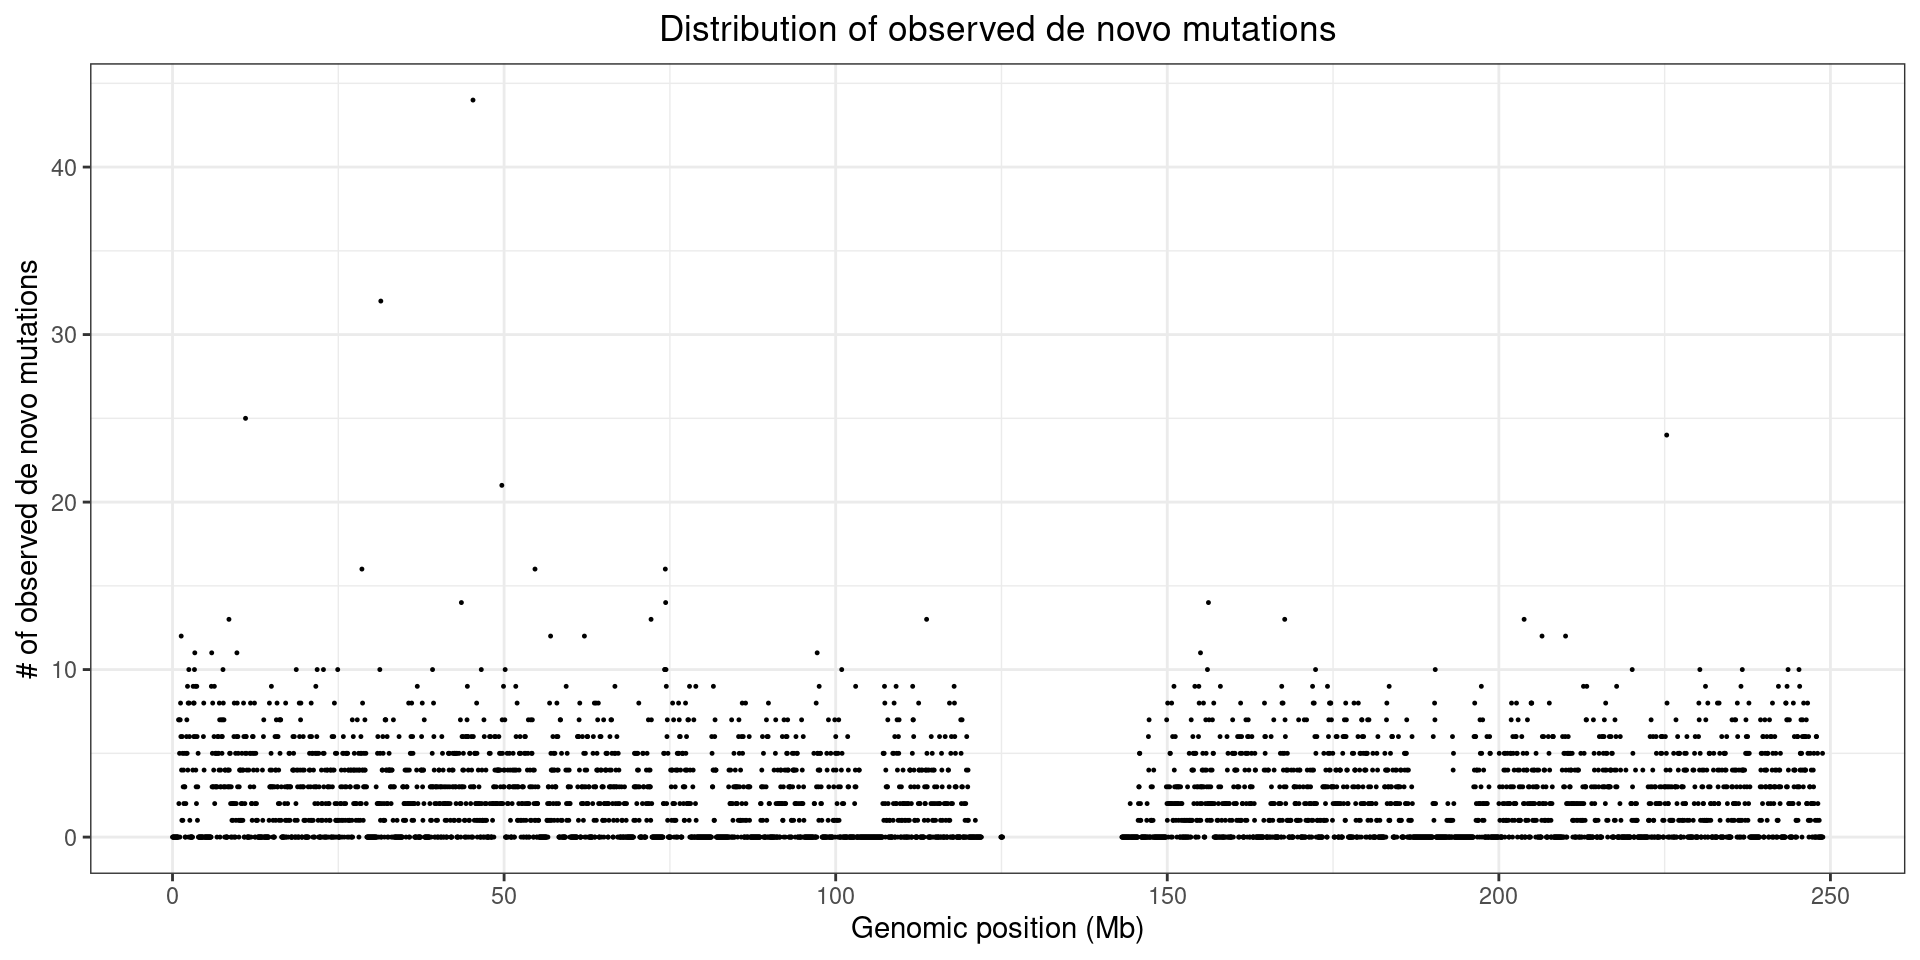 Distribution of observed de novo mutations
# of observed de novo mutations
40
30
20
10
0
0 50 100 150 200 250
Genomic position (Mb)